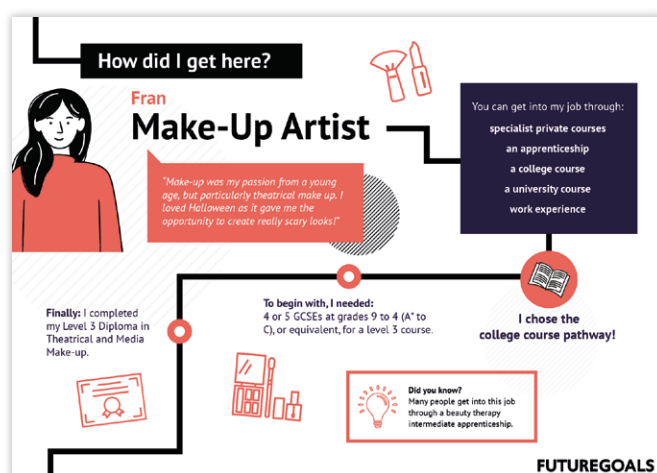 How did I get here?
Fran
Make-Up Artist
"Make-up was my passion from a young
age, but particularly theatrical make up. I
loved Halloween as it gave me the
opportunity to create really scary looks!"
You can get into my job through:
specialist private courses
an apprenticeship
a college course
a university course
work experience
I chose the
college course pathway!
To begin with, I needed:
4 or 5 GCSEs at grades 9 to 4 (A* to
C), or equivalent, for a level 3 course.
Finally: I completed
my Level 3 Diploma in
Theatrical and Media
Make-up.
Did you know?
Many people get into this job
through a beauty therapy
intermediate apprenticeship.
FUTUREGOALS